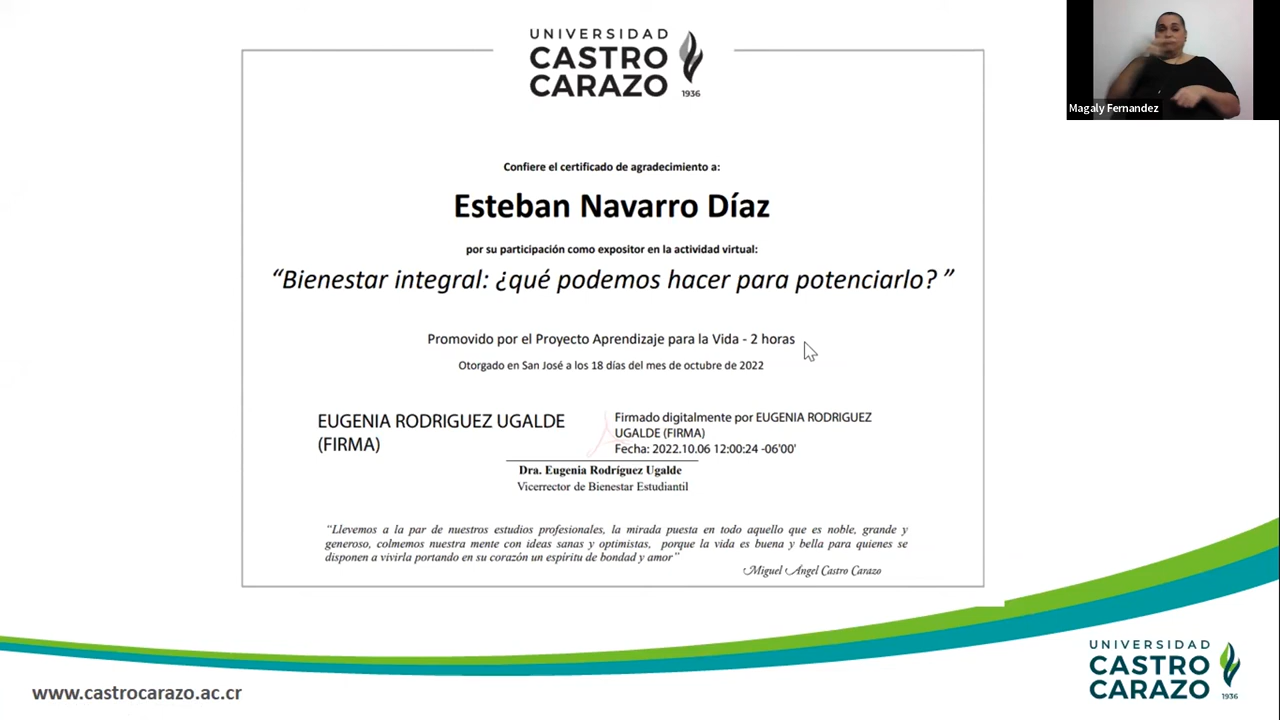 UNIVERSIDAD
CASTRO
CARAZO
1936
Magaly Fernandez
Confiere el certificado de agradecimiento a:
Esteban Navarro Díaz
por su participación como expositor en la actividad virtual:
“Bienestar integral: ¿qué podemos hacer para potenciarlo? ”
Promovido por el Proyecto Aprendizaje para la Vida - 2 horas
Otorgado en San José a los 18 días del mes de octubre de 2022
EUGENIA RODRIGUEZ UGALDE
(FIRMA)
Firmado digitalmente por EUGENIA RODRIGUEZ
UGALDE (FIRMA)
Fecha: 2022.10.06 12:00:24 -06'00'
Dra. Eugenia Rodríguez Ugalde
Vicerrector de Bienestar Estudiantil
“Llevemos a la par de nuestros estudios profesionales, la mirada puesta en todo aquello que es noble, grande y
generoso, colmemos nuestra mente con ideas sanas y optimistas, porque la vida es buena y bella para quienes se
disponen a vivirla portando en su corazón un espíritu de bondad y amor”
Miguel Ángel Castro Carazo
www.castrocarazo.ac.cr
UNIVERSIDAD
CASTRO
CARAZO
1936